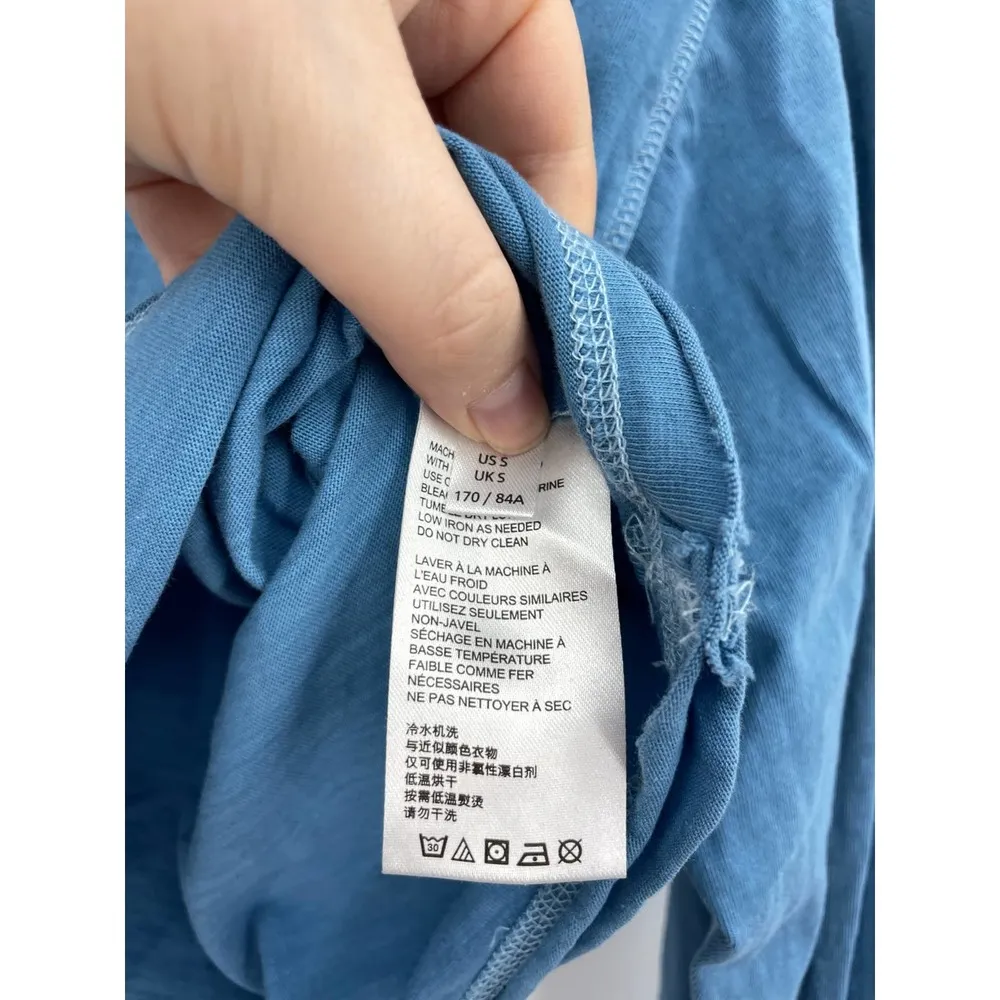 US S
UK S
170 / 84A
MACH
WITH
USE
RINE
BLEA
TUMBLE DRY LOW
LOW IRON AS NEEDED
DO NOT DRY CLEAN
LAVER À LA MACHINE À
L'EAU FROID
AVEC COULEURS SIMILAIRES
UTILISEZ SEULEMENT
NON-JAVEL
SÉCHAGE EN MACHINE À
BASSE TEMPÉRATURE
FAIBLE COMME FER
NÉCESSAIRES
NE PAS NETTOYER À SEC
冷水机洗
与近似颜色衣物
仅可使用非氯性漂白剂
低温烘干
按需低温熨烫
请勿干洗
30